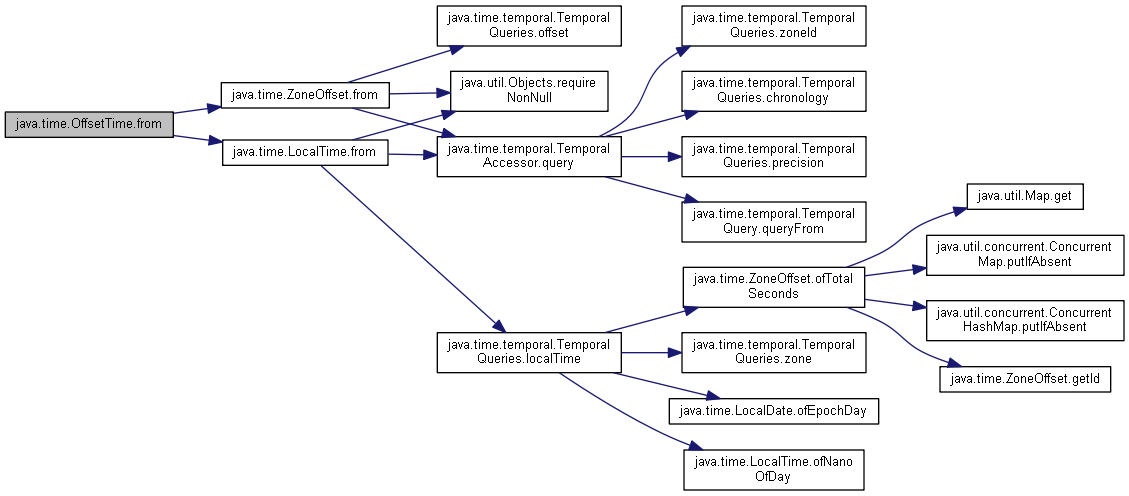 java.time.OffsetTime.from
java.time.ZoneOffset.from
java.time.LocalTime.from
java.time.temporal.Temporal
Queries.offset
java.util.Objects.require
NonNull
java.time.temporal.Temporal
Accessor.query
java.time.temporal.Temporal
Queries.localTime
java.time.temporal.Temporal
Queries.zoneId
java.time.temporal.Temporal
Queries.chronology
java.time.temporal.Temporal
Queries.precision
java.time.temporal.Temporal
Query.queryFrom
java.time.ZoneOffset.ofTotal
Seconds
java.time.temporal.Temporal
Queries.zone
java.time.LocalDate.ofEpochDay
java.time.LocalTime.ofNano
OfDay
java.util.Map.get
java.util.concurrent.Concurrent
Map.putIfAbsent
java.util.concurrent.Concurrent
HashMap.putIfAbsent
java.time.ZoneOffset.getId